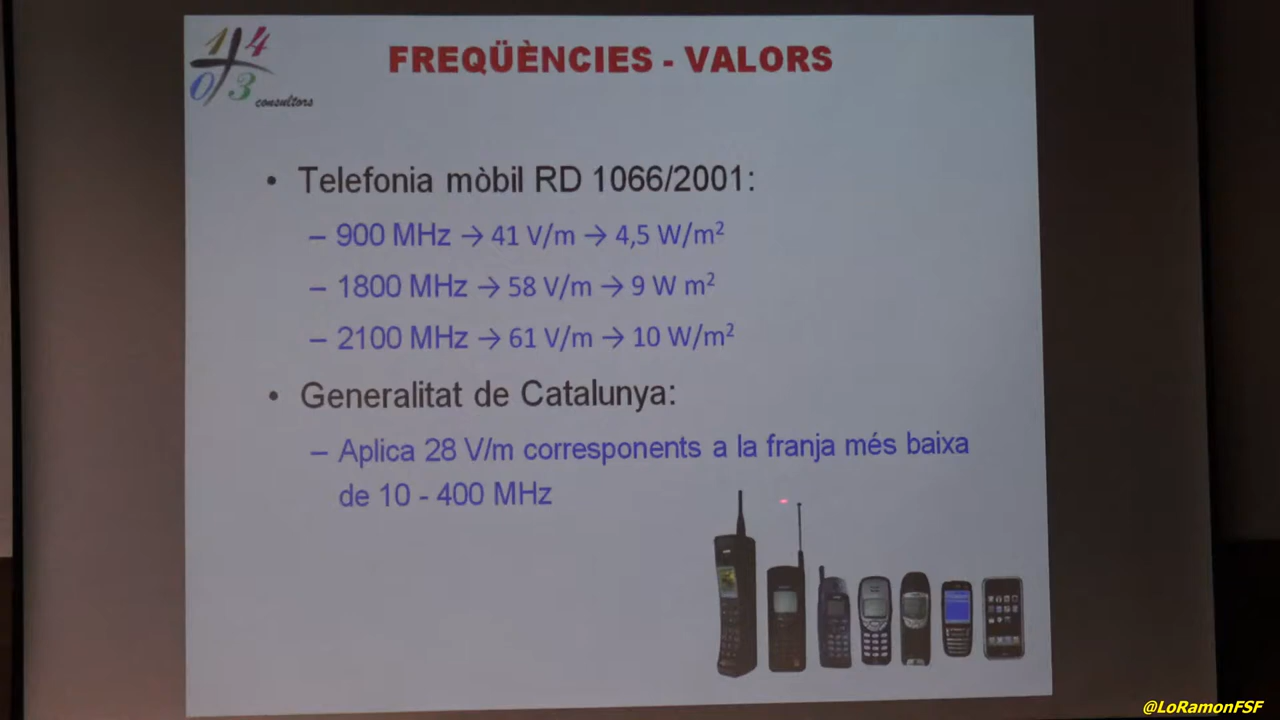 1 4
0 3 consultors
FREQÜÈNCIES - VALORS
• Telefonia mòbil RD 1066/2001:
– 900 MHz → 41 V/m → 4,5 W/m²
– 1800 MHz → 58 V/m → 9 W m²
– 2100 MHz → 61 V/m → 10 W/m²
• Generalitat de Catalunya:
– Aplica 28 V/m corresponents a la franja més baixa
de 10 - 400 MHz
@LoRamonFSF